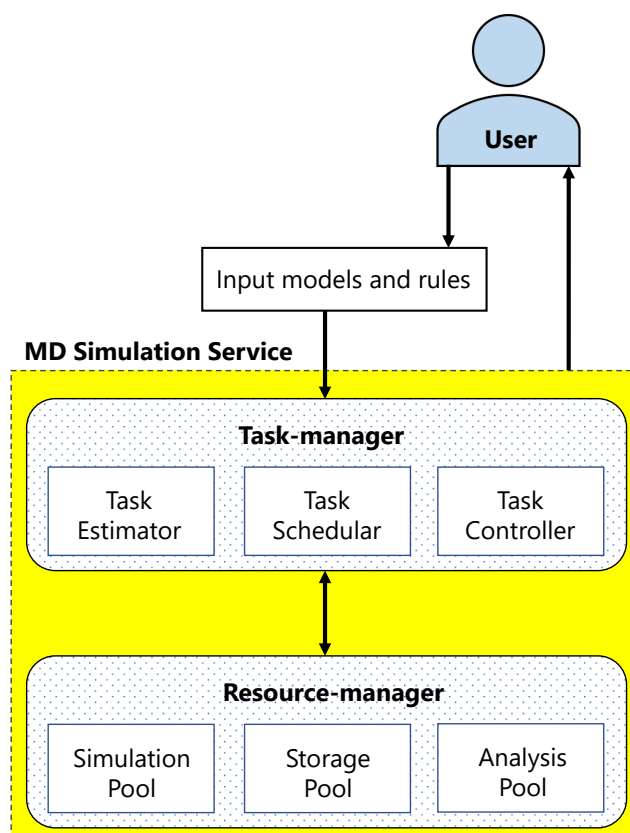 User
Input models and rules
MD Simulation Service
Task-manager
Task
Estimator
Task
Schedular
Task
Controller
Resource-manager
Simulation
Pool
Storage
Pool
Analysis
Pool